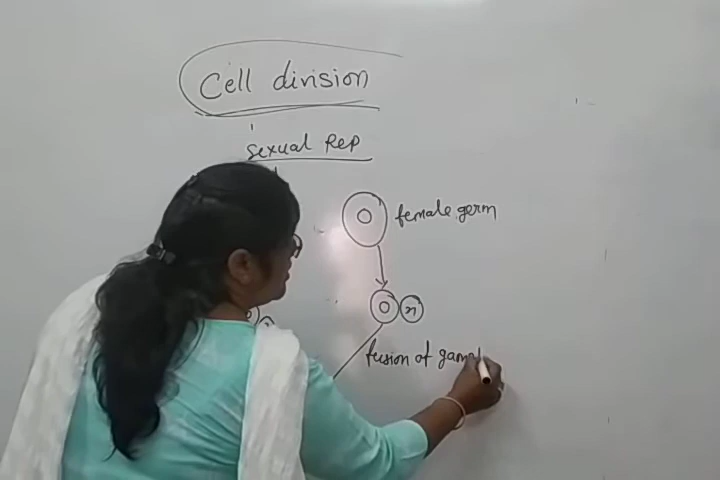 Cell division
sexual Rep
female germ
n
fusion of gam